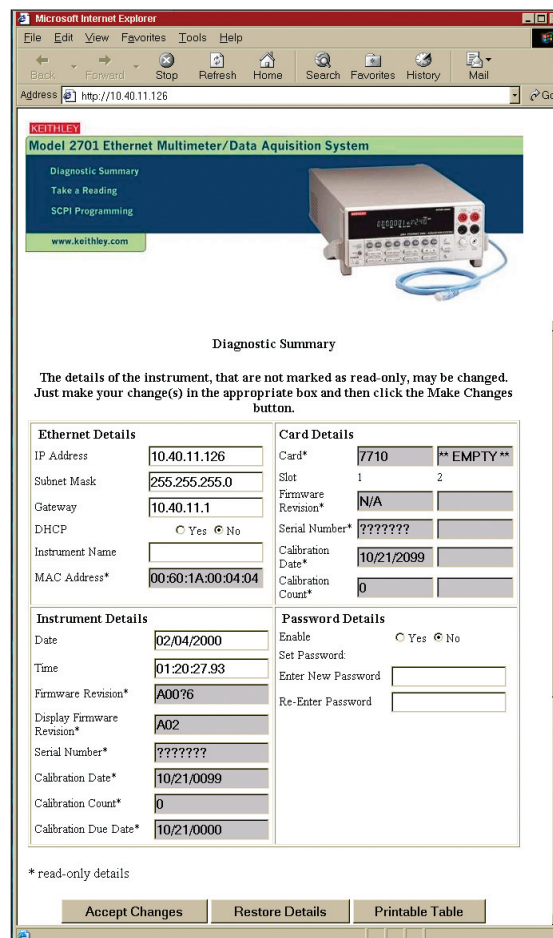 Microsoft Internet Explorer
File Edit View Favorites Tools Help
Back Forward Stop Refresh Home Search Favorites History Mail
Address http://10.40.11.126 Go
KEITHLEY
Model 2701 Ethernet Multimeter/Data Aquisition System
Diagnostic Summary
Take a Reading
SCPI Programming
www.keithley.com
Diagnostic Summary
The details of the instrument, that are not marked as read-only, may be changed.
Just make your change(s) in the appropriate box and then click the Make Changes
button.
Ethernet Details
IP Address 10.40.11.126
Subnet Mask 255.255.255.0
Gateway 10.40.11.1
DHCP Yes No
Instrument Name
MAC Address* 00:60:1A:00:04:04
Card Details
Card* 7710 ** EMPTY **
Slot 1 2
Firmware
Revision* N/A
Serial Number* ???????
Calibration
Date* 10/21/2099
Calibration
Count* 0
Instrument Details
Date 02/04/2000
Time 01:20:27.93
Firmware Revision* A00?6
Display Firmware
Revision* A02
Serial Number* ???????
Calibration Date* 10/21/0099
Calibration Count* 0
Calibration Due Date* 10/21/0000
Password Details
Enable Yes No
Set Password:
Enter New Password
Re-Enter Password
* read-only details
Accept Changes Restore Details Printable Table